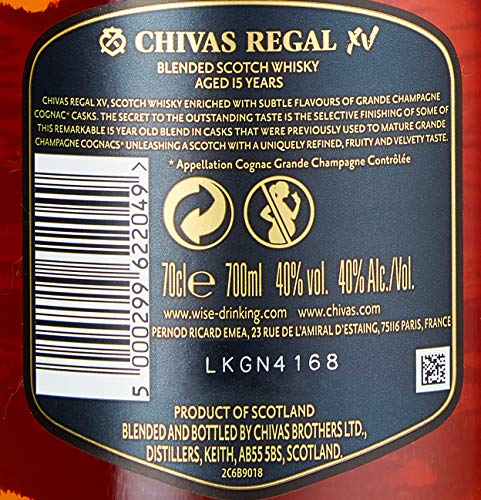 CHIVAS REGAL XV
BLENDED SCOTCH WHISKY
AGED 15 YEARS
CHIVAS REGAL XV, SCOTCH WHISKY ENRICHED WITH SUBTLE FLAVOURS OF GRANDE CHAMPAGNE
COGNAC* CASKS. THE SECRET TO THE OUTSTANDING TASTE IS THE SELECTIVE FINISHING OF SOME OF
THIS REMARKABLE 15 YEAR OLD BLEND IN CASKS THAT WERE PREVIOUSLY USED TO MATURE GRANDE
CHAMPAGNE COGNACS* UNLEASHING A SCOTCH WITH A UNIQUELY REFINED, FRUITY AND VELVETY TASTE.
* Appellation Cognac Grande Champagne Contrôlée
5 000299 622049 >
70cl e 700ml 40% vol. 40% Alc./Vol.
www.wise-drinking.com www.chivas.com
PERNOD RICARD EMEA, 23 RUE DE L'AMIRAL D'ESTAING, 75116 PARIS, FRANCE
LKGN4168
PRODUCT OF SCOTLAND
BLENDED AND BOTTLED BY CHIVAS BROTHERS LTD.,
DISTILLERS, KEITH, AB55 5BS, SCOTLAND.
2C6B9018